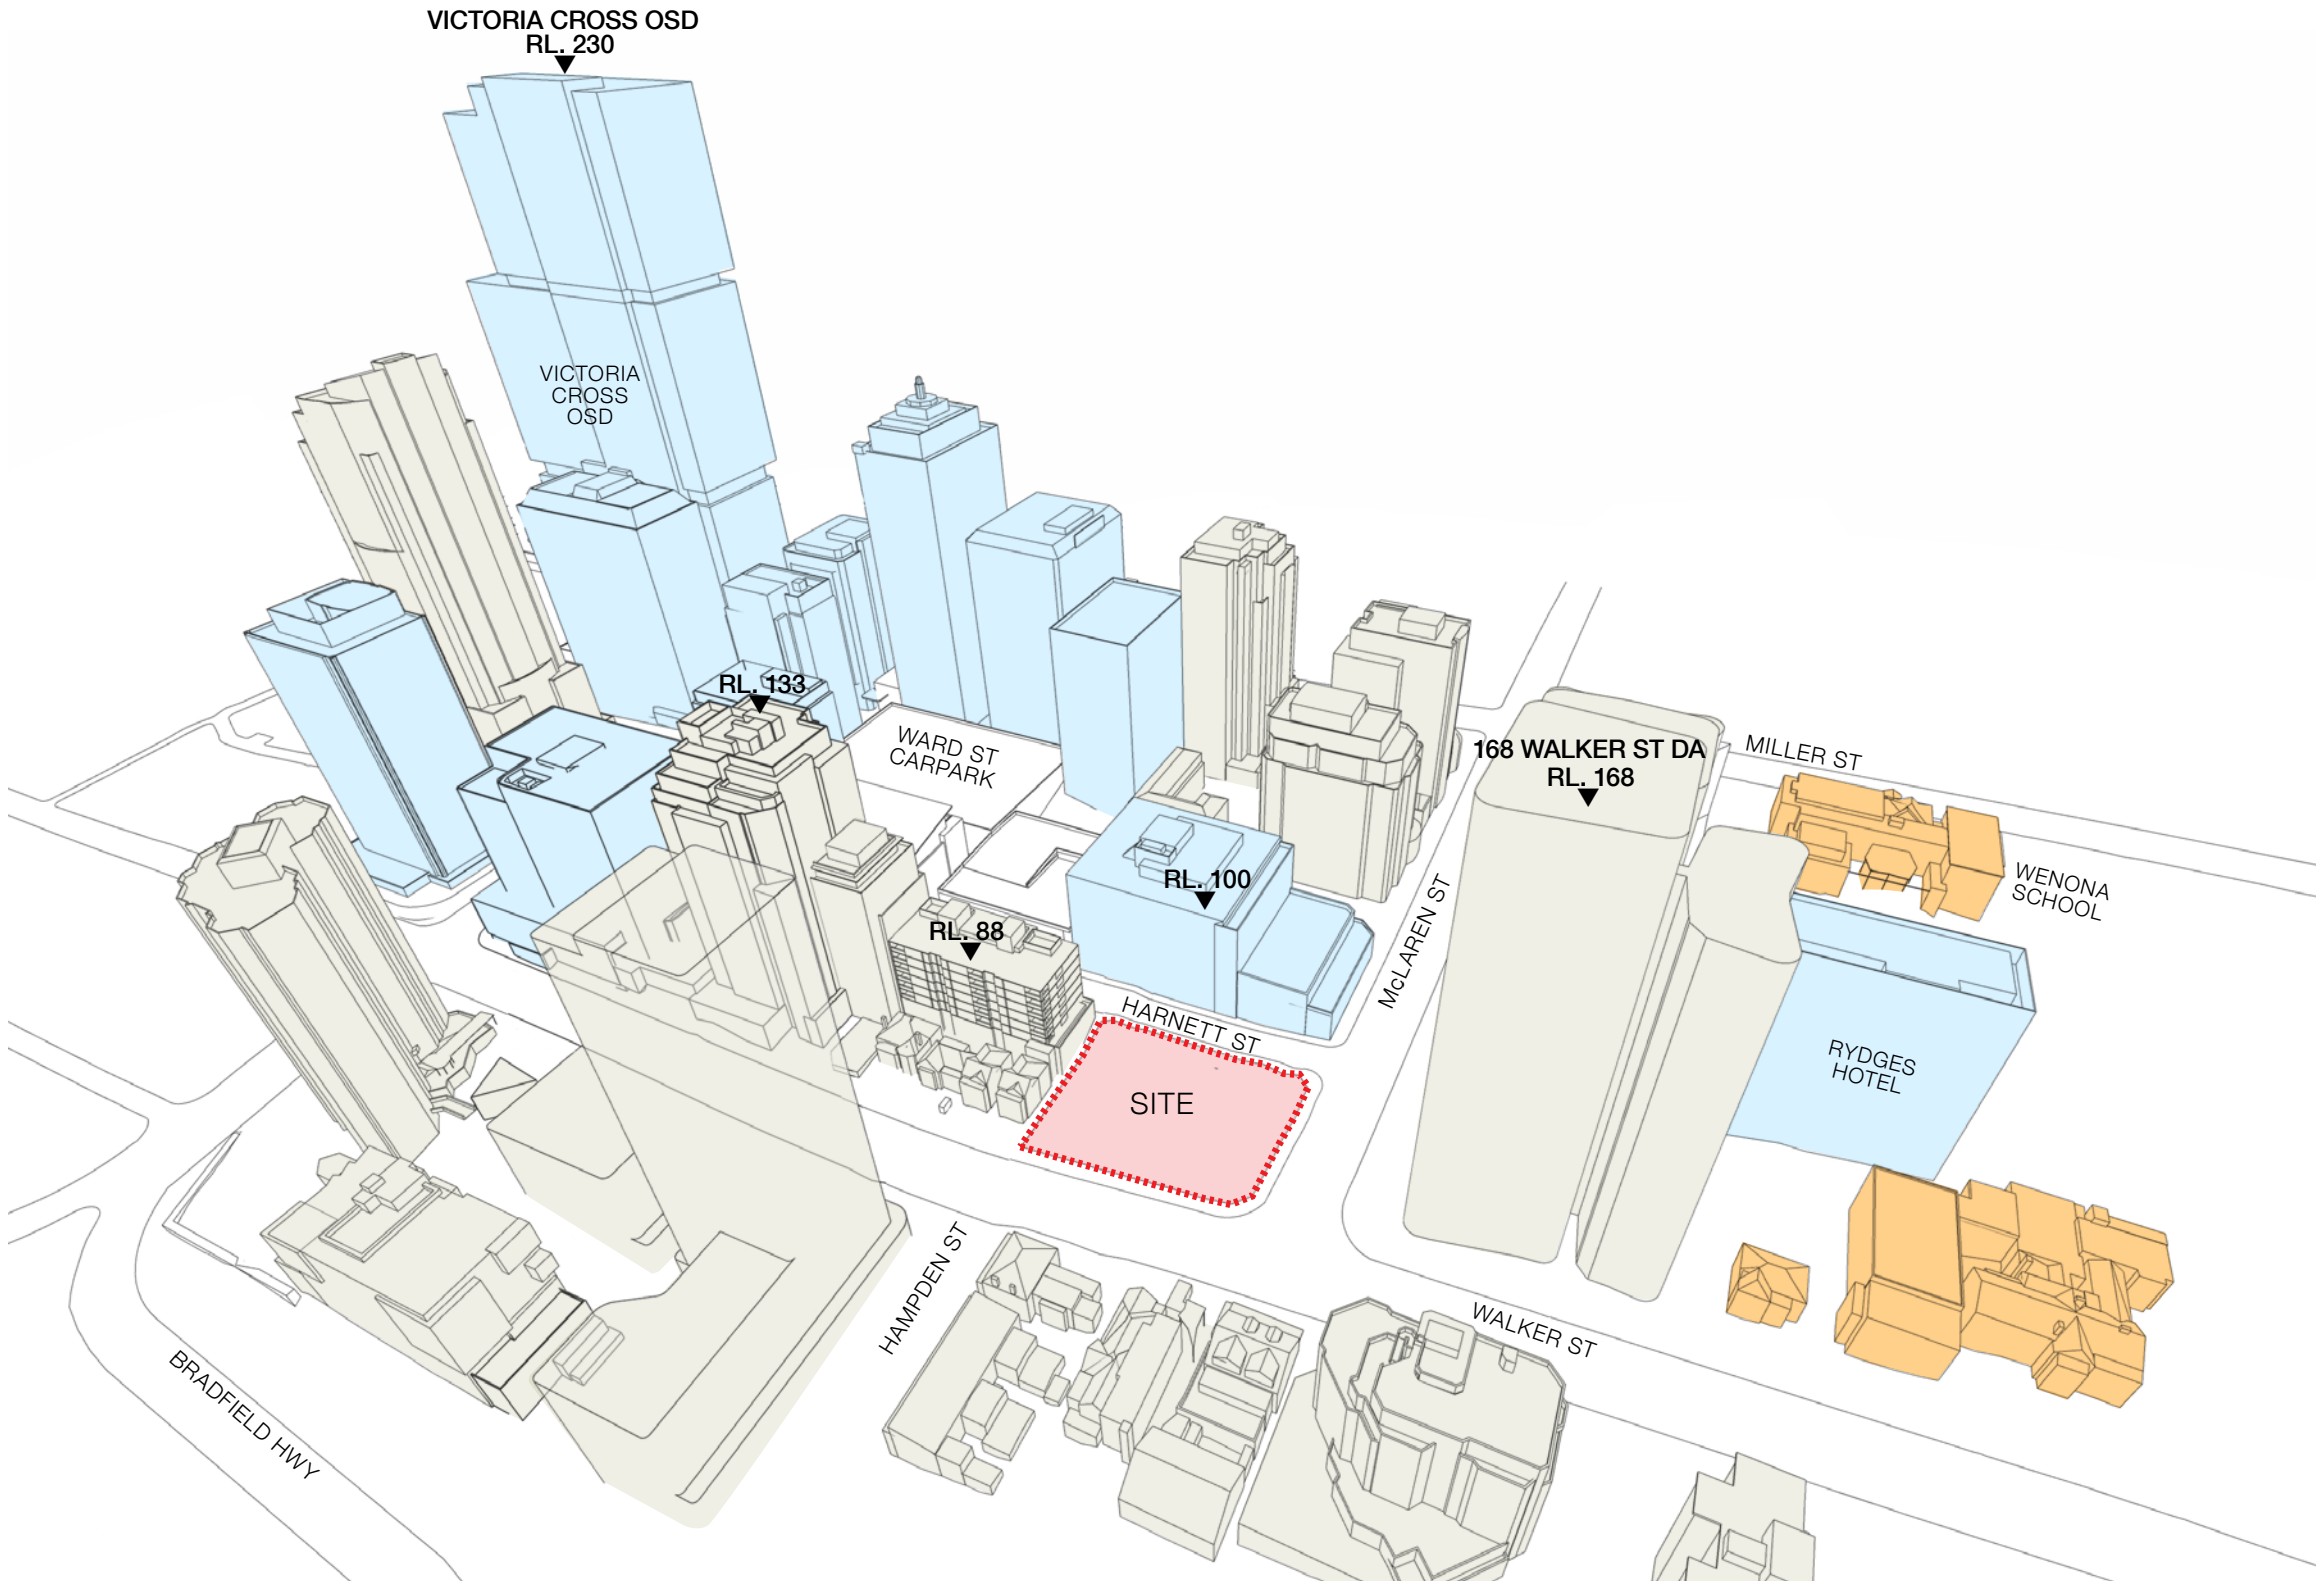 VICTORIA CROSS OSD
RL. 230
VICTORIA
CROSS
OSD
RL. 133
WARD ST
CARPARK
168 WALKER ST DA
RL. 168
MILLER ST
WENONA
SCHOOL
RL. 100
RL. 88
McLAREN ST
HARNETT ST
RYDGES
HOTEL
SITE
HAMPDEN ST
WALKER ST
BRADFIELD HWY